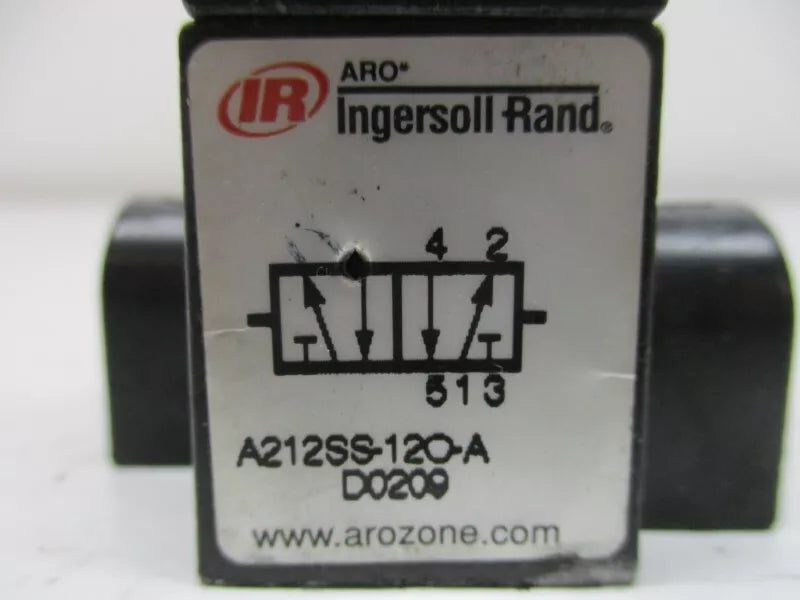 IR
ARO®
Ingersoll Rand®
4 2
5 1 3
A212SS-120-A
D0209
www.arozone.com